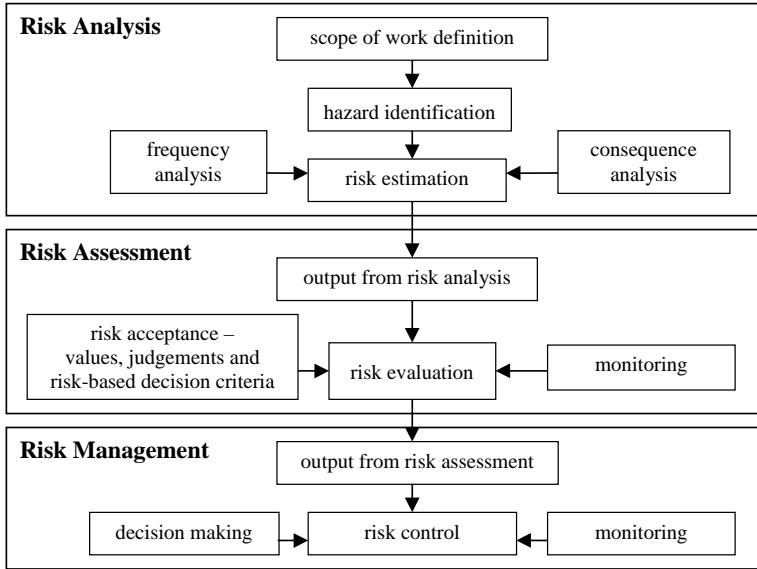 Risk Analysis
scope of work definition
hazard identification
frequency
analysis
risk estimation
consequence
analysis
Risk Assessment
output from risk analysis
risk acceptance –
values, judgements and
risk-based decision criteria
risk evaluation
monitoring
Risk Management
output from risk assessment
decision making
risk control
monitoring